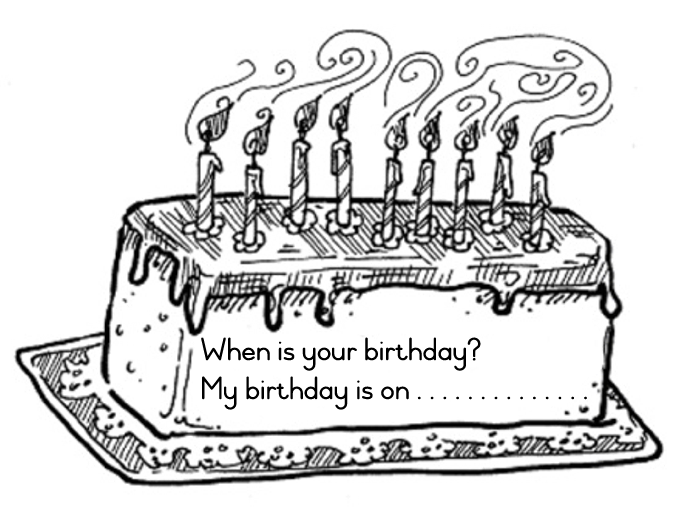 When is your birthday?
My birthday is on . . . . . . . . . . . . . .